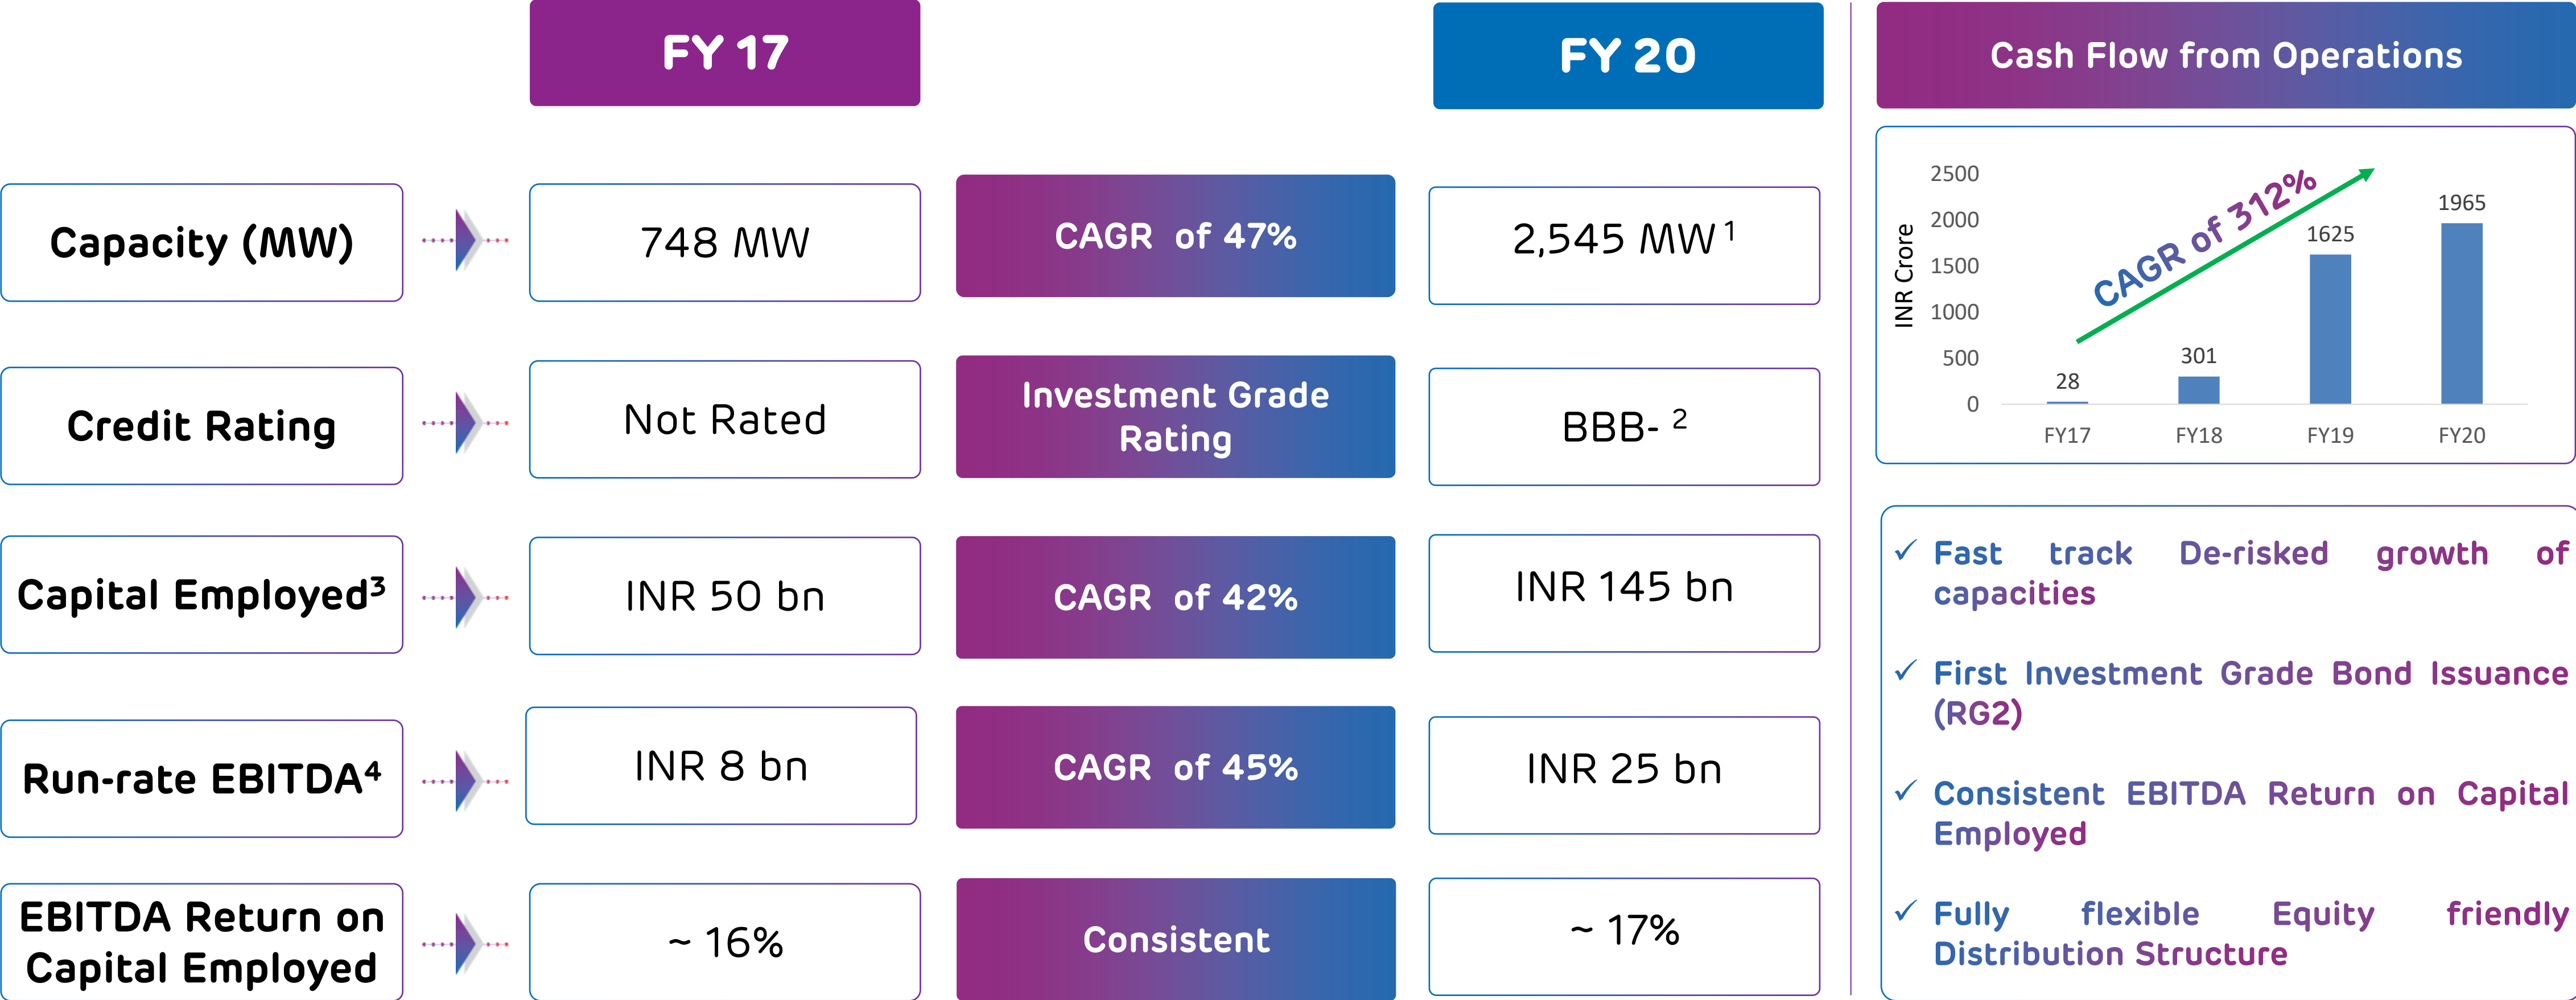 FY 17
FY 20
Capacity (MW)
748 MW
CAGR of 47%
2,545 MW 1
Credit Rating
Not Rated
Investment Grade
Rating
BBB- 2
Capital Employed3
INR 50 bn
CAGR of 42%
INR 145 bn
Run-rate EBITDA4
INR 8 bn
CAGR of 45%
INR 25 bn
EBITDA Return on
Capital Employed
~ 16%
Consistent
~ 17%
Cash Flow from Operations
INR Crore
2500
2000
1500
1000
500
0
CAGR of 312%
28
301
1625
1965
FY17
FY18
FY19
FY20
✓ Fast track De-risked growth of
capacities
✓ First Investment Grade Bond Issuance
(RG2)
✓ Consistent EBITDA Return on Capital
Employed
✓ Fully flexible Equity friendly
Distribution Structure